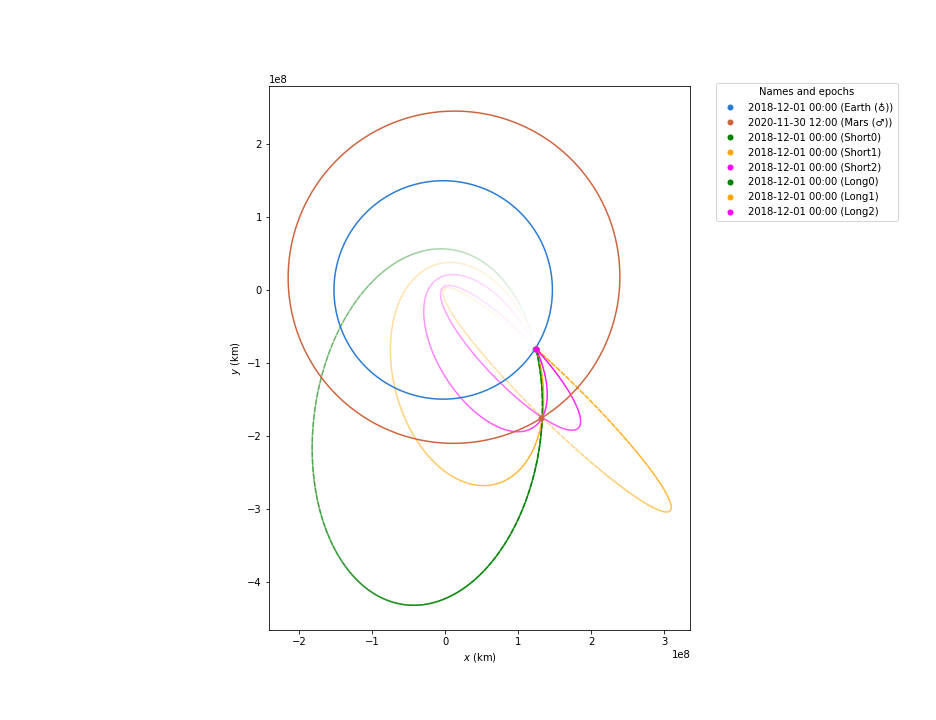 1e8
Names and epochs
2018-12-01 00:00 (Earth (♁))
2020-11-30 12:00 (Mars (♂))
2018-12-01 00:00 (Short0)
2018-12-01 00:00 (Short1)
2018-12-01 00:00 (Short2)
2018-12-01 00:00 (Long0)
2018-12-01 00:00 (Long1)
2018-12-01 00:00 (Long2)
2
1
0
−1
−2
−3
−4
y (km)
−2 −1 0 1 2 3
x (km)
1e8